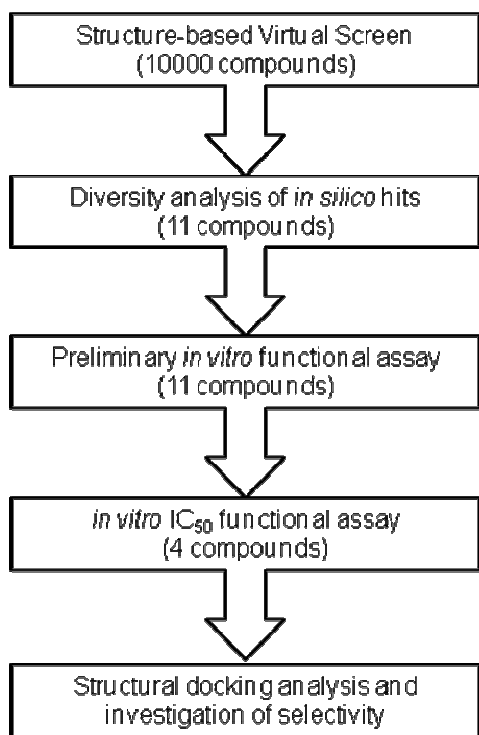 Structure-based Virtual Screen
(10000 compounds)
Diversity analysis of in silico hits
(11 compounds)
Preliminary in vitro functional assay
(11 compounds)
in vitro IC50 functional assay
(4 compounds)
Structural docking analysis and
investigation of selectivity